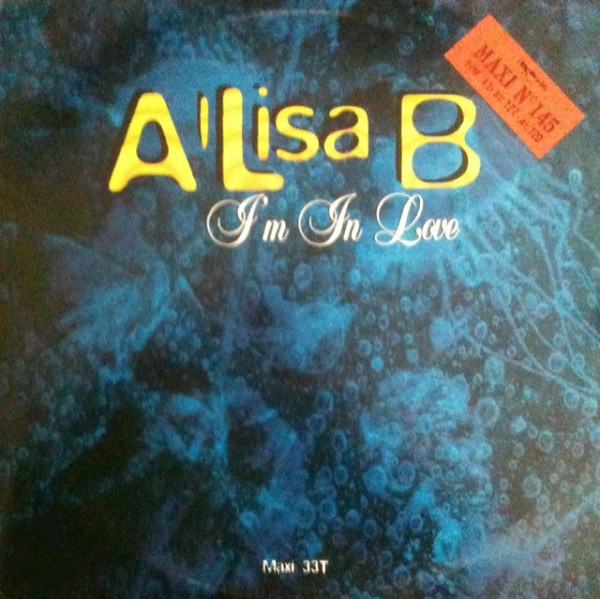 A'Lisa B
I'm In Love
MAXI N°145
Maxi 33T